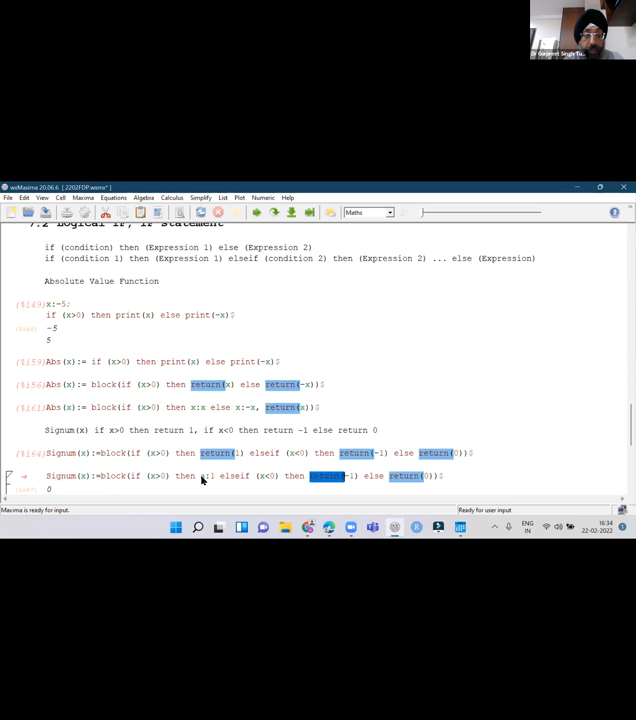 Dr Gurpreet Singh Tu...
wxMaxima 20.06.6 [ 2202FDP.wxmx* ]
File Edit View Cell Maxima Equations Algebra Calculus Simplify List Plot Numeric Help
Maths
7.2 Logical if, if statement
if (condition) then (Expression 1) else (Expression 2)
if (condition 1) then (Expression 1) elseif (condition 2) then (Expression 2) ... else (Expression)
Absolute Value Function
(%i49) x:-5;
if (x>0) then print(x) else print(-x)$
-5
5
(%i59) Abs(x):= if (x>0) then print(x) else print(-x)$
(%i56) Abs(x):= block(if (x>0) then return(x) else return(-x))$
(%i61) Abs(x):= block(if (x>0) then x:x else x:-x, return(x))$
Signum(x) if x>0 then return 1, if x<0 then return -1 else return 0
(%i64) Signum(x):=block(if (x>0) then return(1) elseif (x<0) then return(-1) else return(0))$
Signum(x):=block(if (x>0) then x:1 elseif (x<0) then return(-1) else return(0))$
0
Maxima is ready for input.
Ready for user input
ENG
IN
16:34
22-02-2022